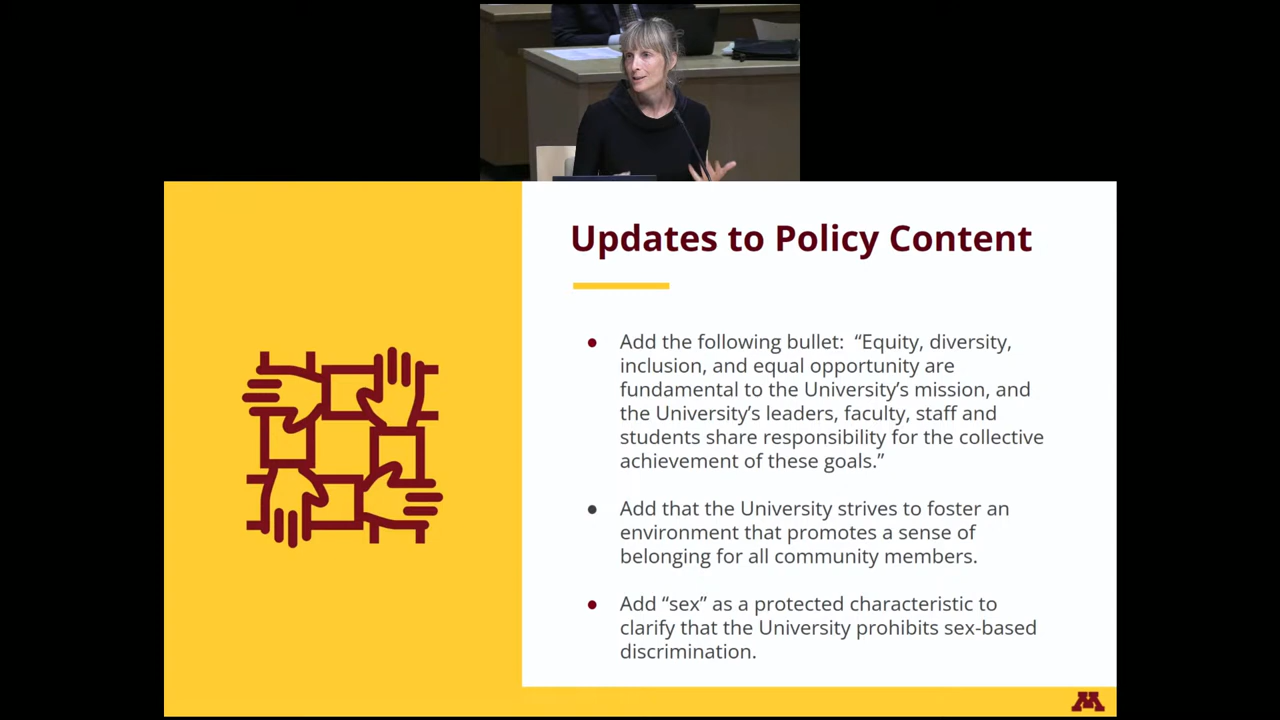 Updates to Policy Content
● Add the following bullet: “Equity, diversity,
inclusion, and equal opportunity are
fundamental to the University’s mission, and
the University’s leaders, faculty, staff and
students share responsibility for the collective
achievement of these goals.”
● Add that the University strives to foster an
environment that promotes a sense of
belonging for all community members.
● Add “sex” as a protected characteristic to
clarify that the University prohibits sex-based
discrimination.
M